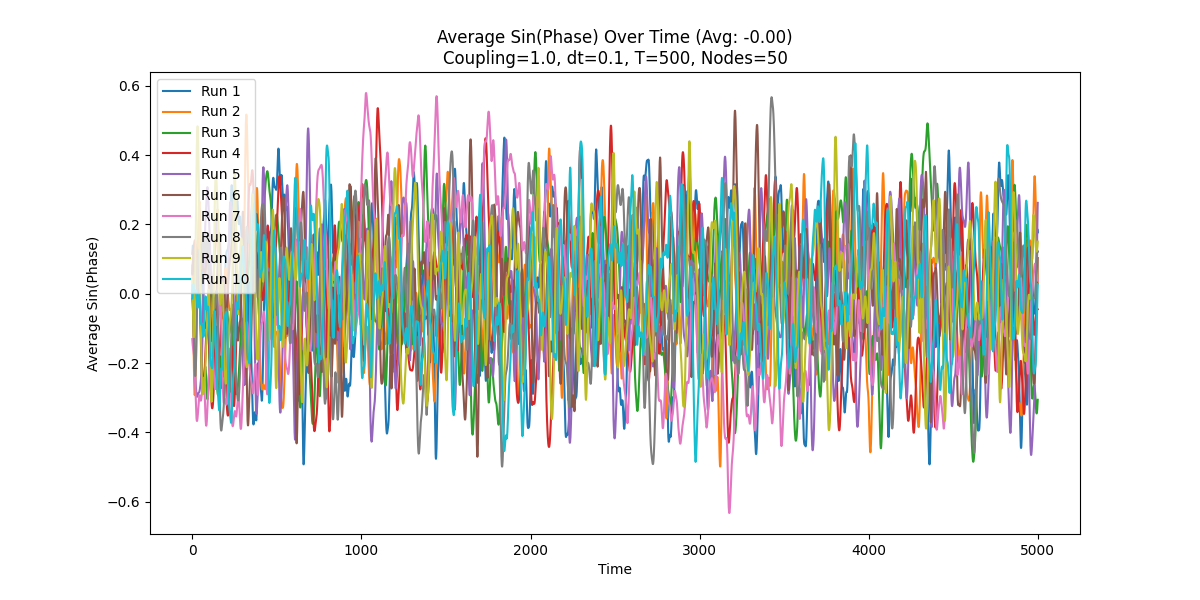 Average Sin(Phase) Over Time (Avg: -0.00)
Coupling=1.0, dt=0.1, T=500, Nodes=50
Average Sin(Phase)
0.6
0.4
0.2
0.0
−0.2
−0.4
−0.6
Run 1
Run 2
Run 3
Run 4
Run 5
Run 6
Run 7
Run 8
Run 9
Run 10
0
1000
2000
3000
4000
5000
Time